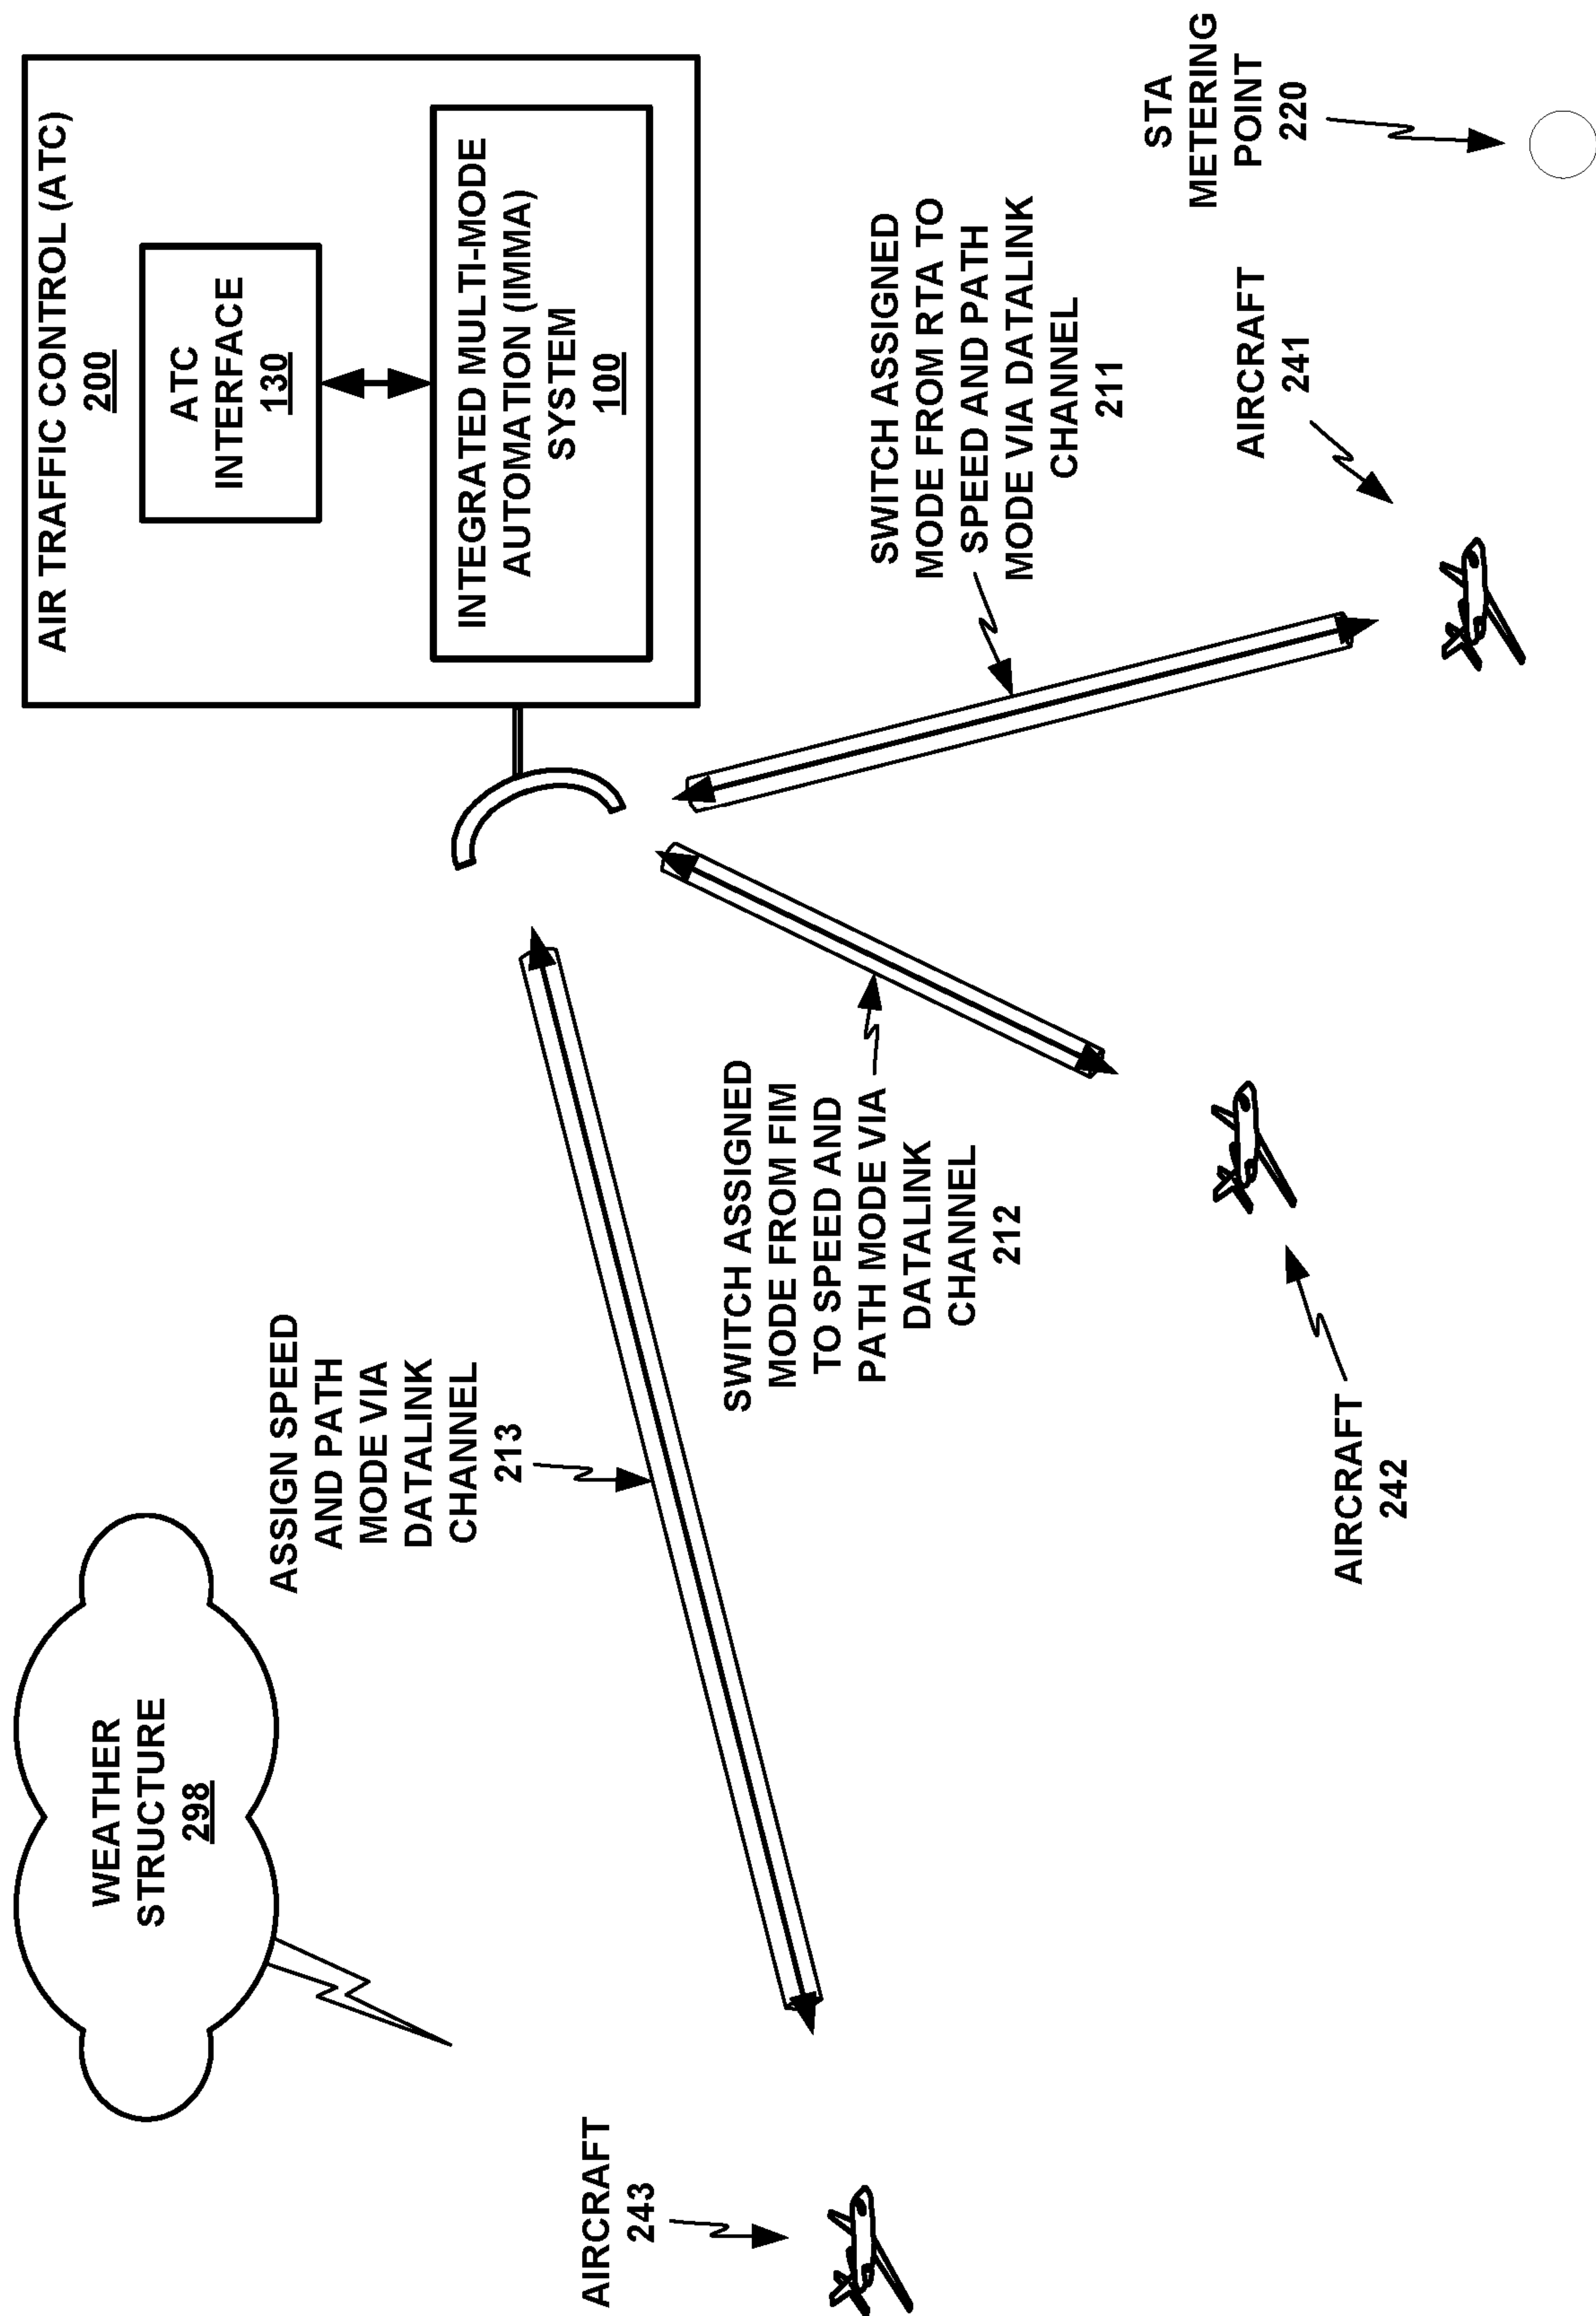 WEATHER
STRUCTURE
298
AIR TRAFFIC CONTROL (ATC)
200
ATC
INTERFACE
130
INTEGRATED MULTI-MODE
AUTOMATION (IMMA)
SYSTEM
100
ASSIGN SPEED
AND PATH
MODE VIA
DATALINK
CHANNEL
213
AIRCRAFT
243
SWITCH ASSIGNED
MODE FROM FIM
TO SPEED AND
PATH MODE VIA
DATALINK
CHANNEL
212
SWITCH ASSIGNED
MODE FROM RTA TO
SPEED AND PATH
MODE VIA DATALINK
CHANNEL
211
STA
METERING
POINT
220
AIRCRAFT
241
AIRCRAFT
242